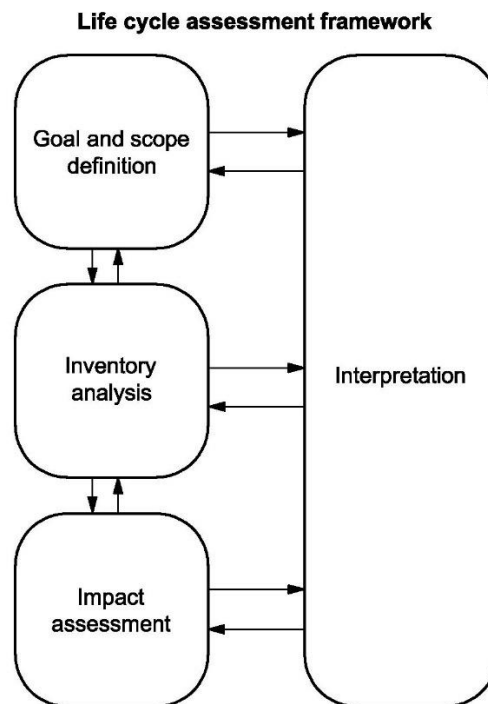 Life cycle assessment framework
Goal and scope
definition
Inventory
analysis
Interpretation
Impact
assessment